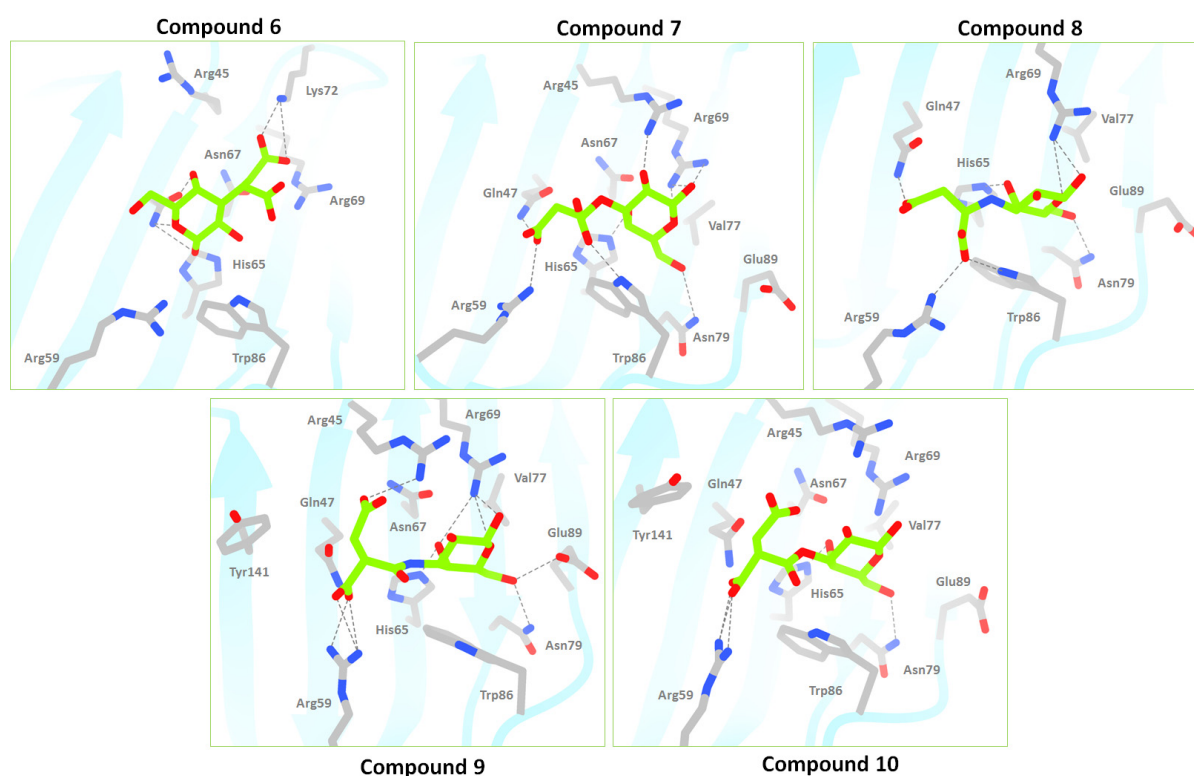 Compound 6
Compound 7
Compound 8
Arg45
Lys72
Asn67
Arg69
His65
Arg59
Trp86
Arg45
Arg69
Asn67
Gln47
Val77
His65
Glu89
Arg59
Asn79
Trp86
Arg69
Gln47
Val77
His65
Glu89
Asn79
Arg59
Trp86
Arg45
Arg69
Gln47
Val77
Asn67
Glu89
Tyr141
His65
Asn79
Arg59
Trp86
Arg45
Arg69
Gln47
Asn67
Val77
Tyr141
Glu89
His65
Asn79
Arg59
Trp86
Compound 9
Compound 10